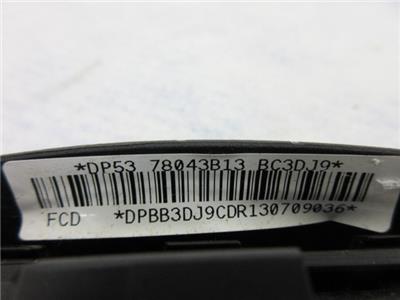 *DP53 78043B13 BC3DJ9*
FCD *DPBB3DJ9CDR130709036*